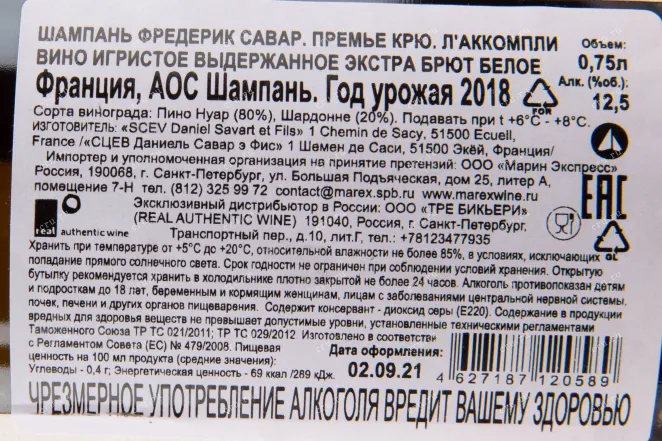 ШАМПАНЬ ФРЕДЕРИК САВАР. ПРЕМЬЕ КРЮ. Л'АККОМПЛИ
ВИНО ИГРИСТОЕ ВЫДЕРЖАННОЕ ЭКСТРА БРЮТ БЕЛОЕ
Франция, АОС Шампань. Год урожая 2018
Объем:
0,75л
Алк. (%об.):
12,5
FOR
Сорта винограда: Пино Нуар (80%), Шардонне (20%). Подавать при t +6°C - +8°C.
ИЗГОТОВИТЕЛЬ: «SCEV Daniel Savart et Fils» 1 Chemin de Sacy, 51500 Ecueil,
France /«СЦЕВ Даниель Савар э Фис» 1 Шемен де Саси, 51500 Экёй, Франция/
Импортер и уполномоченная организация на принятие претензий: ООО «Марин Экспресс»
Россия, 190068, г. Санкт-Петербург, ул. Большая Подъяческая, дом 25, литер А,
помещение 7-Н тел. (812) 325 99 72 contact@marex.spb.ru www.marexwine.ru
Эксклюзивный дистрибьютор в России: ООО «ТРЕ БИКЬЕРИ»
(REAL AUTHENTIC WINE) 191040, Россия, г. Санкт-Петербург,
Транспортный пер., д.10, лит.Г, тел.: +78123477935
real authentic wine
EAC
GL
Хранить при температуре от +5°C до +20°C, относительной влажности не более 85%, в условиях, исключающих
попадание прямого солнечного света. Срок годности не ограничен при соблюдении условий хранения. Открытую
бутылку рекомендуется хранить в холодильнике плотно закрытой не более 24 часов. Алкоголь противопоказан детям
и подросткам до 18 лет, беременным и кормящим женщинам, лицам с заболеваниями центральной нервной системы,
почек, печени и других органов пищеварения. Содержит консервант - диоксид серы (E220). Содержание в продукции
вредных для здоровья веществ не превышает допустимые уровни, установленные техническими регламентами
Таможенного Союза ТР ТС 021/2011; ТР ТС 029/2012 Изготовлено в соответствии
с Регламентом Совета (ЕС) № 479/2008. Пищевая
ценность на 100 мл продукта (средние значения):
Углеводы - 0,4 г; Энергетическая ценность - 69 ккал /289 кДж.
Дата оформления:
02.09.21
4 627187 120589
ЧРЕЗМЕРНОЕ УПОТРЕБЛЕНИЕ АЛКОГОЛЯ ВРЕДИТ ВАШЕМУ ЗДОРОВЬЮ